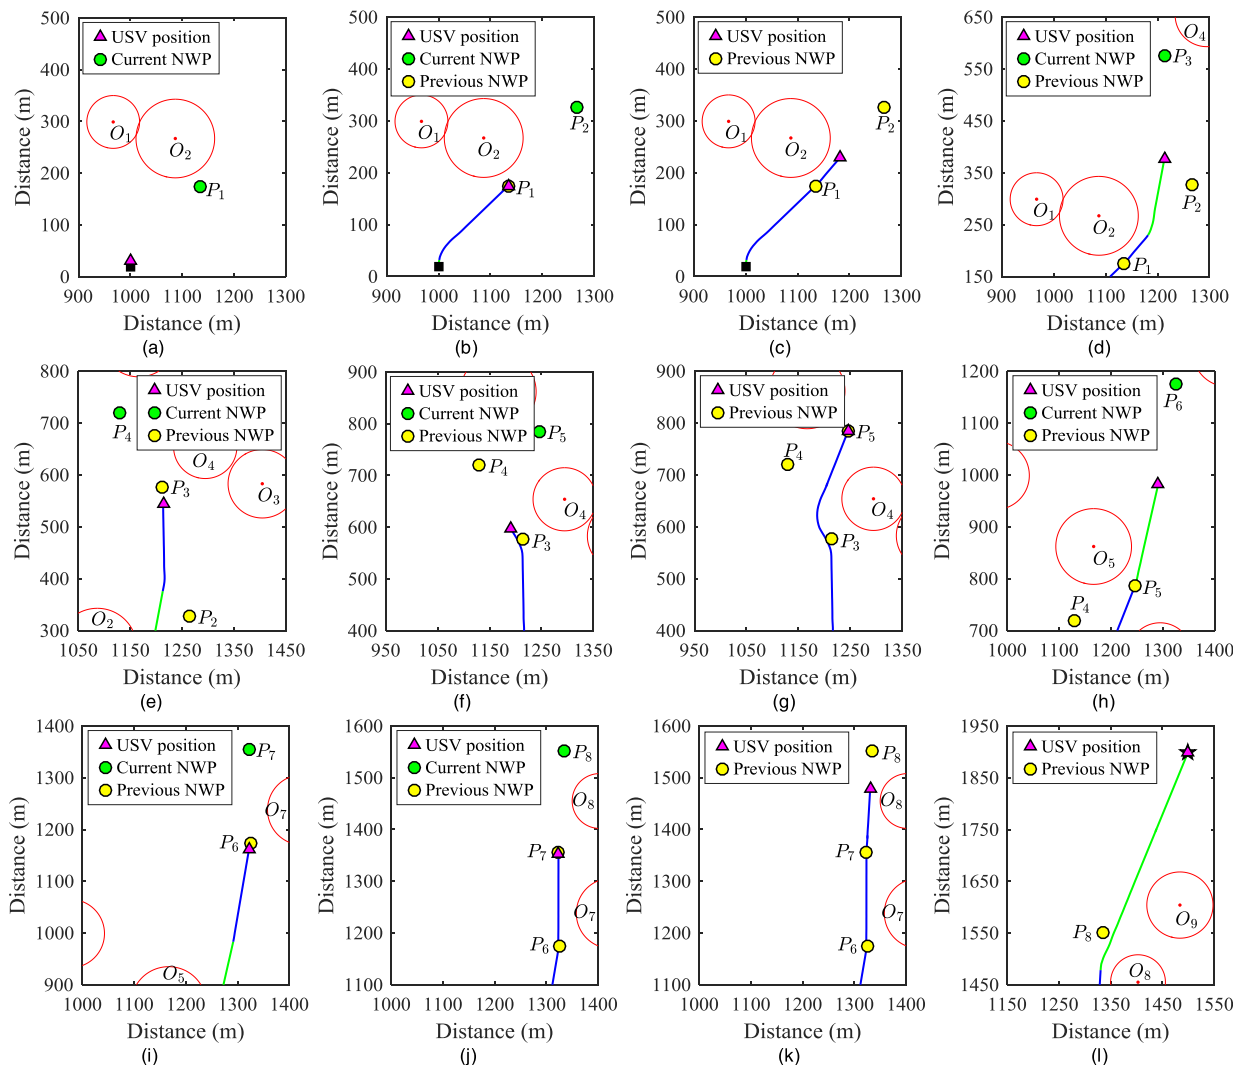 Distance (m)
500
400
300
200
100
0
USV position
Current NWP
O1
O2
P1
900 1000 1100 1200 1300
Distance (m)
(a)
Distance (m)
500
400
300
200
100
0
USV position
Current NWP
Previous NWP
P2
O1
O2
P1
900 1000 1100 1200 1300
Distance (m)
(b)
Distance (m)
500
400
300
200
100
0
USV position
Previous NWP
P2
O1
O2
P1
900 1000 1100 1200 1300
Distance (m)
(c)
Distance (m)
650
550
450
350
250
150
USV position
Current NWP
Previous NWP
O4
P3
P2
O1
O2
P1
900 1000 1100 1200 1300
Distance (m)
(d)
Distance (m)
800
700
600
500
400
300
USV position
Current NWP
Previous NWP
P4
O4
O3
P3
P2
O2
1050 1150 1250 1350 1450
Distance (m)
(e)
Distance (m)
900
800
700
600
500
400
USV position
Current NWP
Previous NWP
P5
P4
O4
P3
950 1050 1150 1250 1350
Distance (m)
(f)
Distance (m)
900
800
700
600
500
400
USV position
Previous NWP
P5
P4
O4
P3
950 1050 1150 1250 1350
Distance (m)
(g)
Distance (m)
1200
1100
1000
900
800
700
USV position
Current NWP
Previous NWP
P6
O5
P5
P4
1000 1100 1200 1300 1400
Distance (m)
(h)
Distance (m)
1400
1300
1200
1100
1000
900
USV position
Current NWP
Previous NWP
P7
O7
P6
O5
1000 1100 1200 1300 1400
Distance (m)
(i)
Distance (m)
1600
1500
1400
1300
1200
1100
USV position
Current NWP
Previous NWP
P8
O8
P7
O7
P6
1000 1100 1200 1300 1400
Distance (m)
(j)
Distance (m)
1600
1500
1400
1300
1200
1100
USV position
Previous NWP
P8
O8
P7
O7
P6
1000 1100 1200 1300 1400
Distance (m)
(k)
Distance (m)
1950
1850
1750
1650
1550
1450
USV position
Previous NWP
O9
P8
O8
1150 1250 1350 1450 1550
Distance (m)
(l)